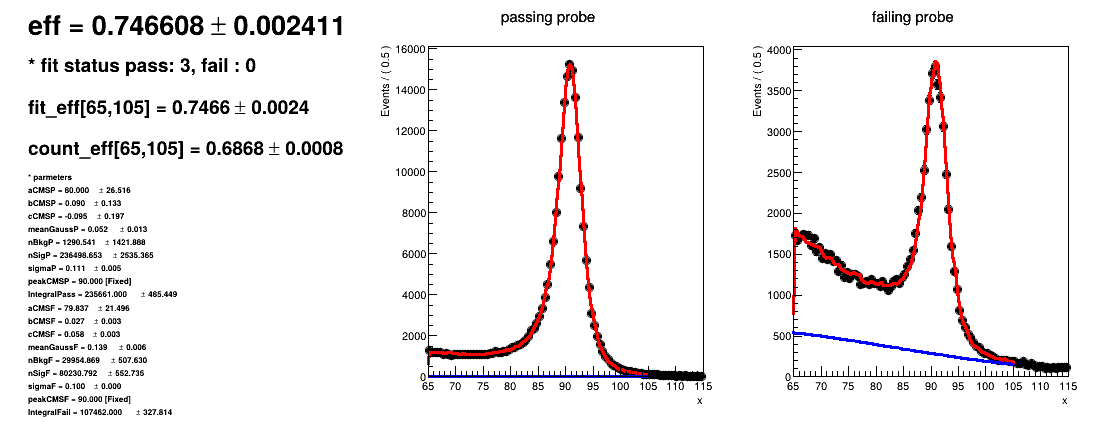 eff = 0.746608 ± 0.002411
* fit status pass: 3, fail : 0
fit_eff[65,105] = 0.7466 ± 0.0024
count_eff[65,105] = 0.6868 ± 0.0008
* parmeters
aCMSP = 80.000 ± 26.516
bCMSP = 0.090 ± 0.133
cCMSP = -0.095 ± 0.197
meanGaussP = 0.052 ± 0.013
nBkgP = 1290.541 ± 1421.888
nSigP = 236498.653 ± 2535.365
sigmaP = 0.111 ± 0.005
peakCMSP = 90.000 [Fixed]
IntegralPass = 235661.000 ± 485.449
aCMSF = 79.837 ± 21.496
bCMSF = 0.027 ± 0.003
cCMSF = 0.058 ± 0.003
meanGaussF = 0.139 ± 0.006
nBkgF = 29954.869 ± 507.630
nSigF = 80230.792 ± 552.735
sigmaF = 0.100 ± 0.000
peakCMSF = 90.000 [Fixed]
IntegralFail = 107462.000 ± 327.814
passing probe
Events / ( 0.5 )
16000
14000
12000
10000
8000
6000
4000
2000
0
65 70 75 80 85 90 95 100 105 110 115
x
failing probe
Events / ( 0.5 )
4000
3500
3000
2500
2000
1500
1000
500
0
65 70 75 80 85 90 95 100 105 110 115
x